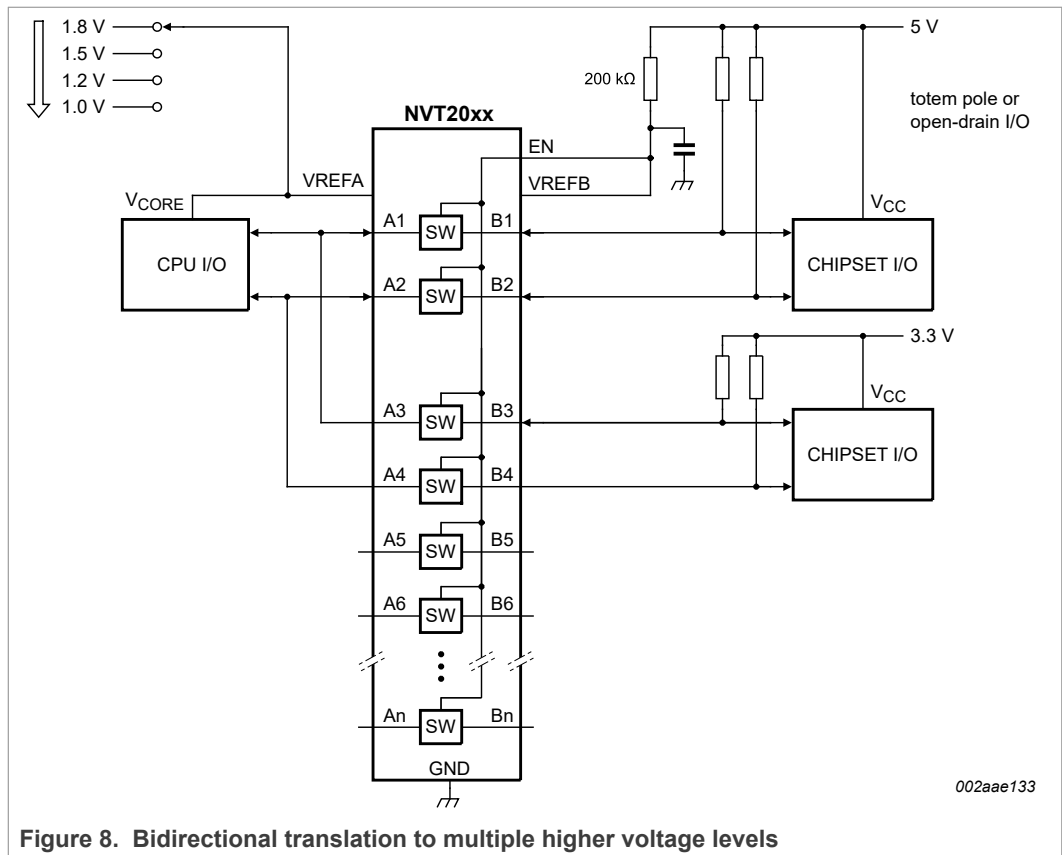 1.8 V
1.5 V
1.2 V
1.0 V
5 V
200 kΩ
totem pole or
open-drain I/O
NVT20xx
EN
VREFA
VREFB
VCORE
VCC
A1
SW
B1
CPU I/O
CHIPSET I/O
A2
SW
B2
3.3 V
VCC
A3
SW
B3
CHIPSET I/O
A4
SW
B4
A5
SW
B5
A6
SW
B6
An
SW
Bn
GND
002aae133
Figure 8. Bidirectional translation to multiple higher voltage levels